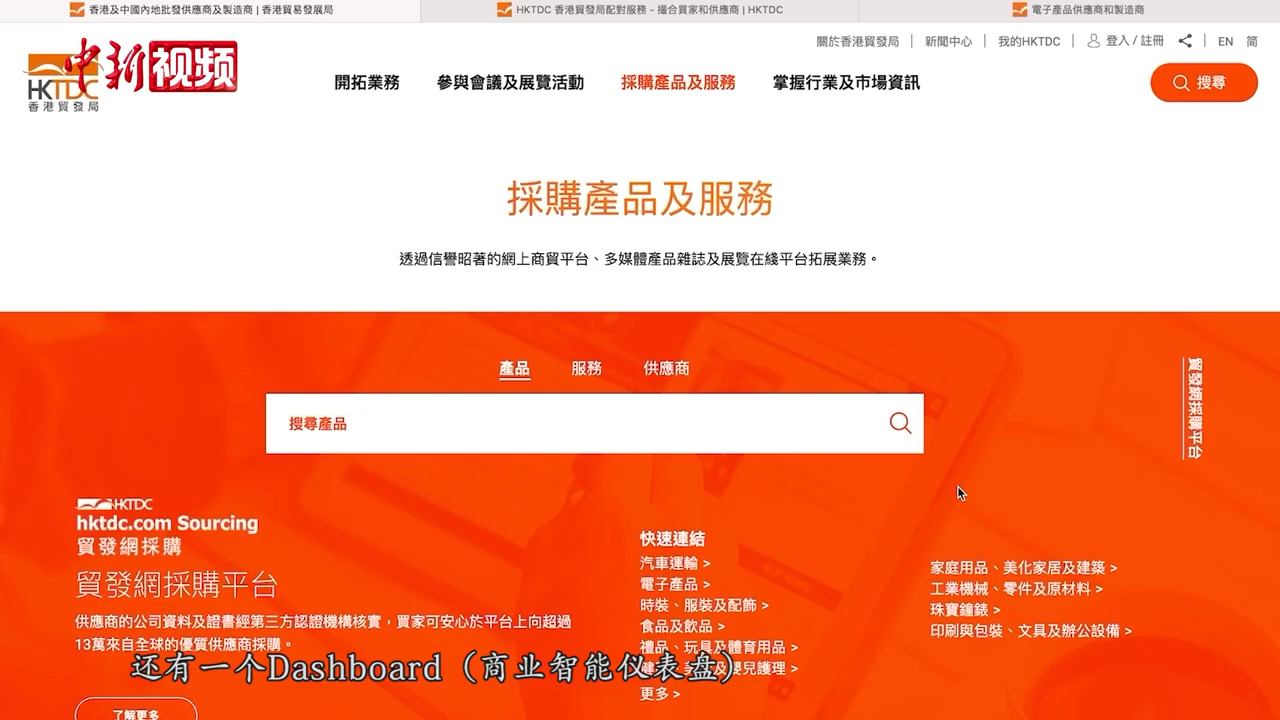 香港及中國內地批發供應商及製造商 | 香港貿易發展局
HKTDC 香港貿發局配對服務 - 撮合買家和供應商 | HKTDC
電子產品供應商和製造商
關於香港貿發局
新聞中心
我的HKTDC
登入 / 註冊
EN
简
HKTDC
香港貿發局
中新视频
開拓業務
參與會議及展覽活動
採購產品及服務
掌握行業及市場資訊
搜尋
採購產品及服務
透過信譽昭著的網上商貿平台、多媒體產品雜誌及展覽在綫平台拓展業務。
產品
服務
供應商
搜尋產品
貿發網採購平台
HKTDC
hktdc.com Sourcing
貿發網採購
貿發網採購平台
供應商的公司資料及證書經第三方認證機構核實，買家可安心於平台上向超過
13萬來自全球的優質供應商採購。
了解更多
快速連結
汽車運輸 >
電子產品 >
時裝、服裝及配飾 >
食品及飲品 >
禮品、玩具及體育用品 >
嬰兒護理 >
更多 >
家庭用品、美化家居及建築 >
工業機械、零件及原材料 >
珠寶鐘錶 >
印刷與包裝、文具及辦公設備 >
还有一个Dashboard（商业智能仪表盘）